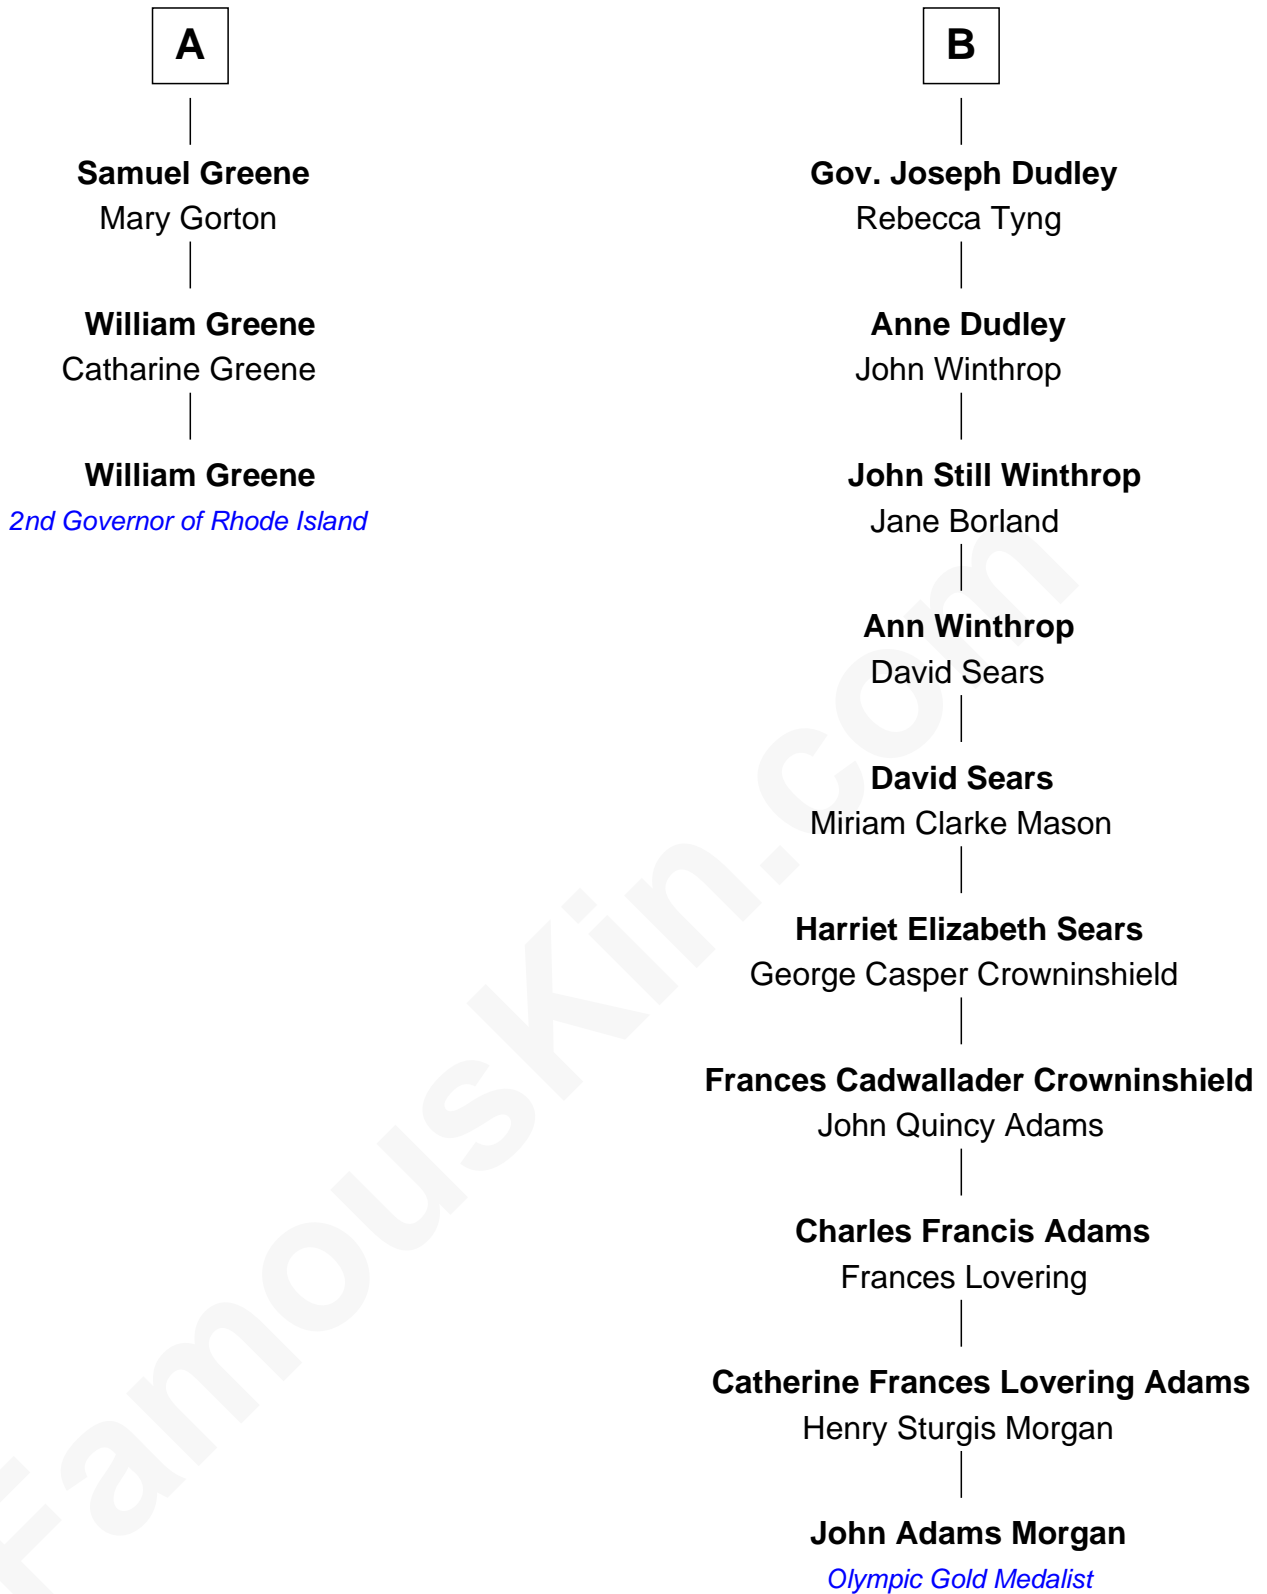 A
Samuel Greene
Mary Gorton
William Greene
Catharine Greene
William Greene
2nd Governor of Rhode Island
B
Gov. Joseph Dudley
Rebecca Tyng
Anne Dudley
John Winthrop
John Still Winthrop
Jane Borland
Ann Winthrop
David Sears
David Sears
Miriam Clarke Mason
Harriet Elizabeth Sears
George Casper Crowninshield
Frances Cadwallader Crowninshield
John Quincy Adams
Charles Francis Adams
Frances Lovering
Catherine Frances Lovering Adams
Henry Sturgis Morgan
John Adams Morgan
Olympic Gold Medalist
FamousKin.com